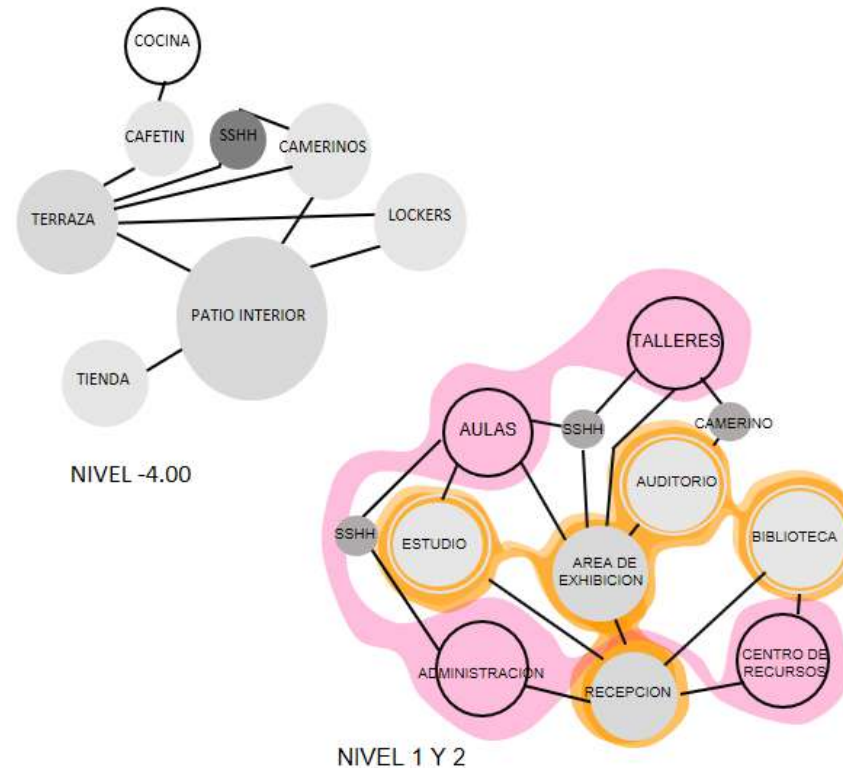 COCINA
CAFETIN
SSHH
CAMERINOS
TERRAZA
LOCKERS
PATIO INTERIOR
TIENDA
NIVEL -4.00
TALLERES
AULAS
SSHH
CAMERINO
AUDITORIO
SSHH
ESTUDIO
BIBLIOTECA
AREA DE
EXHIBICION
ADMINISTRACION
CENTRO DE
RECURSOS
RECEPCION
NIVEL 1 Y 2